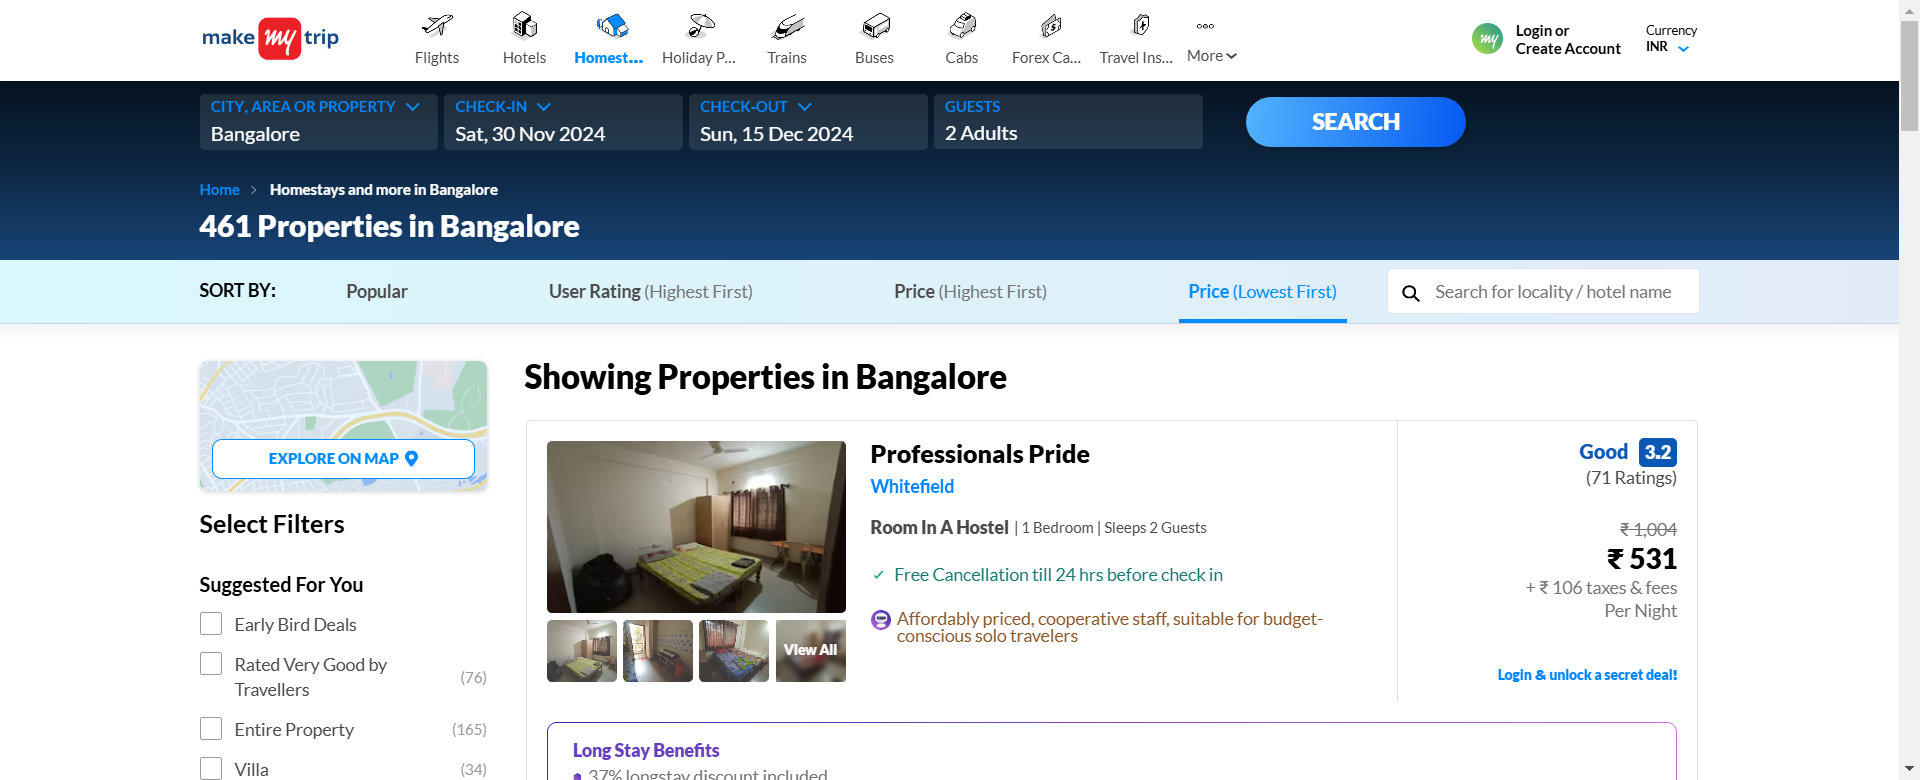 make my trip
Flights
Hotels
Homest...
Holiday P...
Trains
Buses
Cabs
Forex Ca...
Travel Ins...
More
my
Login or
Create Account
Currency
INR
CITY, AREA OR PROPERTY
Bangalore
CHECK-IN
Sat, 30 Nov 2024
CHECK-OUT
Sun, 15 Dec 2024
GUESTS
2 Adults
SEARCH
Home > Homestays and more in Bangalore
461 Properties in Bangalore
SORT BY:
Popular
User Rating (Highest First)
Price (Highest First)
Price (Lowest First)
Search for locality / hotel name
EXPLORE ON MAP
Select Filters
Suggested For You
Early Bird Deals
Rated Very Good by
Travellers
(76)
Entire Property (165)
Villa (34)
Showing Properties in Bangalore
View All
Professionals Pride
Whitefield
Room In A Hostel | 1 Bedroom | Sleeps 2 Guests
✓ Free Cancellation till 24 hrs before check in
Affordably priced, cooperative staff, suitable for budget-
conscious solo travelers
Good 3.2
(71 Ratings)
₹ 1,004
₹ 531
+ ₹ 106 taxes & fees
Per Night
Login & unlock a secret deal!
Long Stay Benefits
37% longstay discount included